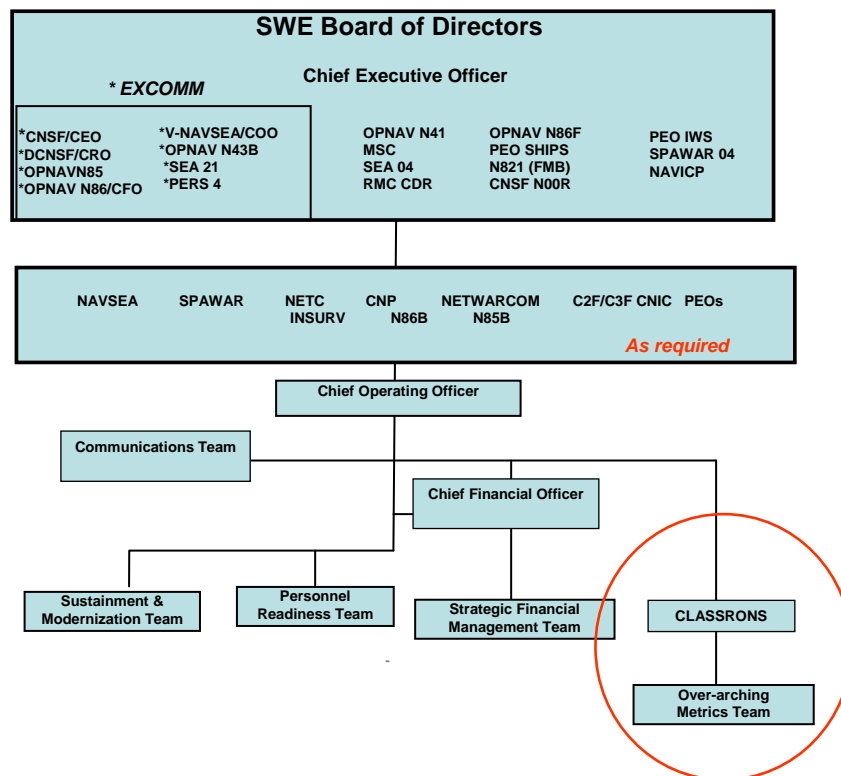 SWE Board of Directors
Chief Executive Officer
* EXCOMM
*CNSF/CEO
*DCNSF/CRO
*OPNAVN85
*OPNAV N86/CFO
*V-NAVSEA/COO
*OPNAV N43B
*SEA 21
*PERS 4
OPNAV N41
MSC
SEA 04
RMC CDR
OPNAV N86F
PEO SHIPS
N821 (FMB)
CNSF N00R
PEO IWS
SPAWAR 04
NAVICP
NAVSEA SPAWAR NETC CNP NETWARCOM C2F/C3F CNIC PEOs
INSURV N86B N85B
As required
Chief Operating Officer
Communications Team
Chief Financial Officer
Sustainment &
Modernization Team
Personnel
Readiness Team
Strategic Financial
Management Team
CLASSRONS
Over-arching
Metrics Team
-